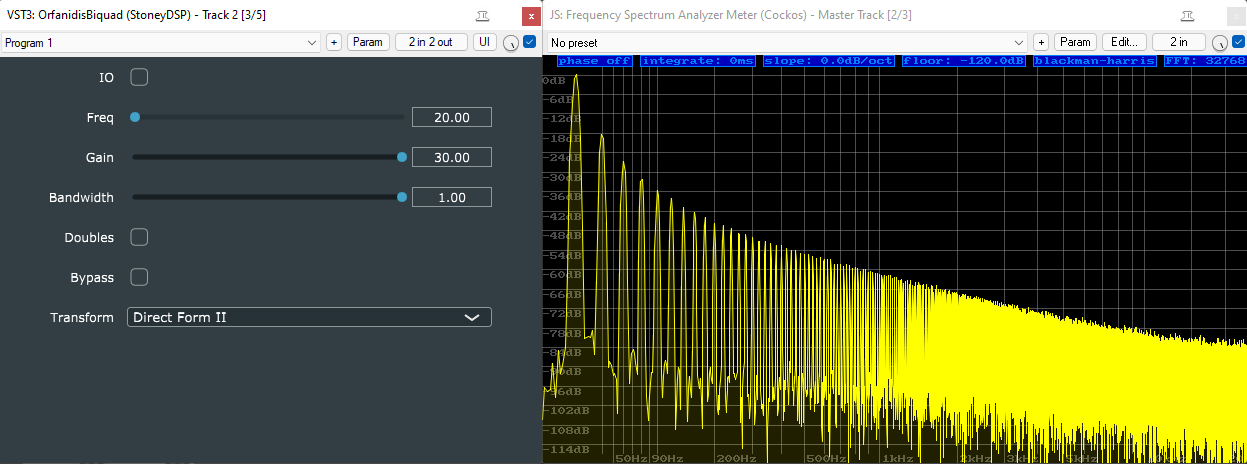 VST3: OrfanidisBiquad (StoneyDSP) - Track 2 [3/5]
x
Program 1
+
Param
2 in 2 out
UI
IO
Freq
20.00
Gain
30.00
Bandwidth
1.00
Doubles
Bypass
Transform
Direct Form II
JS: Frequency Spectrum Analyzer Meter (Cockos) - Master Track [2/3]
x
No preset
+
Param
Edit...
2 in
phase off integrate: 0ms slope: 0.0dB/oct floor: -120.0dB blackman-harris FFT: 32768
0dB
-6dB
-12dB
-18dB
-24dB
-30dB
-36dB
-42dB
-48dB
-54dB
-60dB
-66dB
-72dB
-78dB
-84dB
-90dB
-96dB
-102dB
-108dB
-114dB
50Hz 90Hz 200Hz 500Hz 1kHz 2kHz 3kHz 5kHz